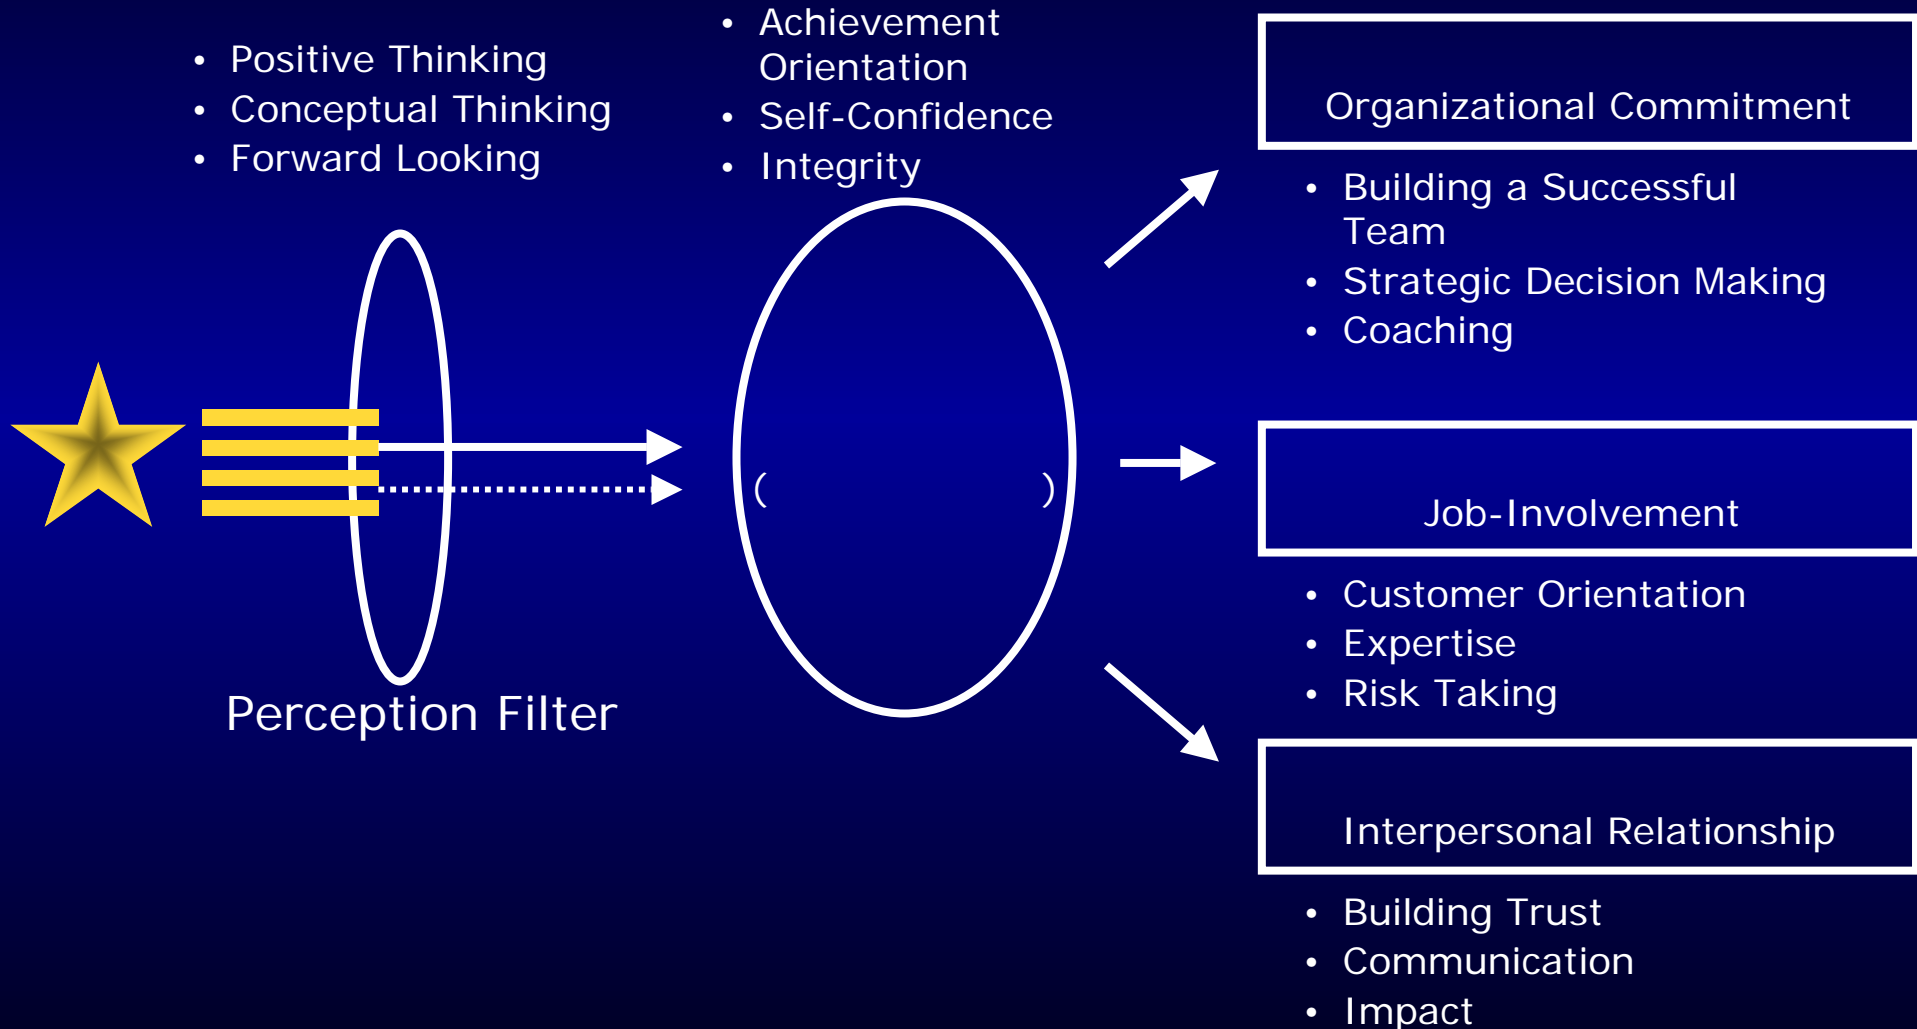 • Positive Thinking
• Conceptual Thinking
• Forward Looking
Perception Filter
• Achievement
Orientation
• Self-Confidence
• Integrity
( )
Organizational Commitment
• Building a Successful
Team
• Strategic Decision Making
• Coaching
Job-Involvement
• Customer Orientation
• Expertise
• Risk Taking
Interpersonal Relationship
• Building Trust
• Communication
• Impact